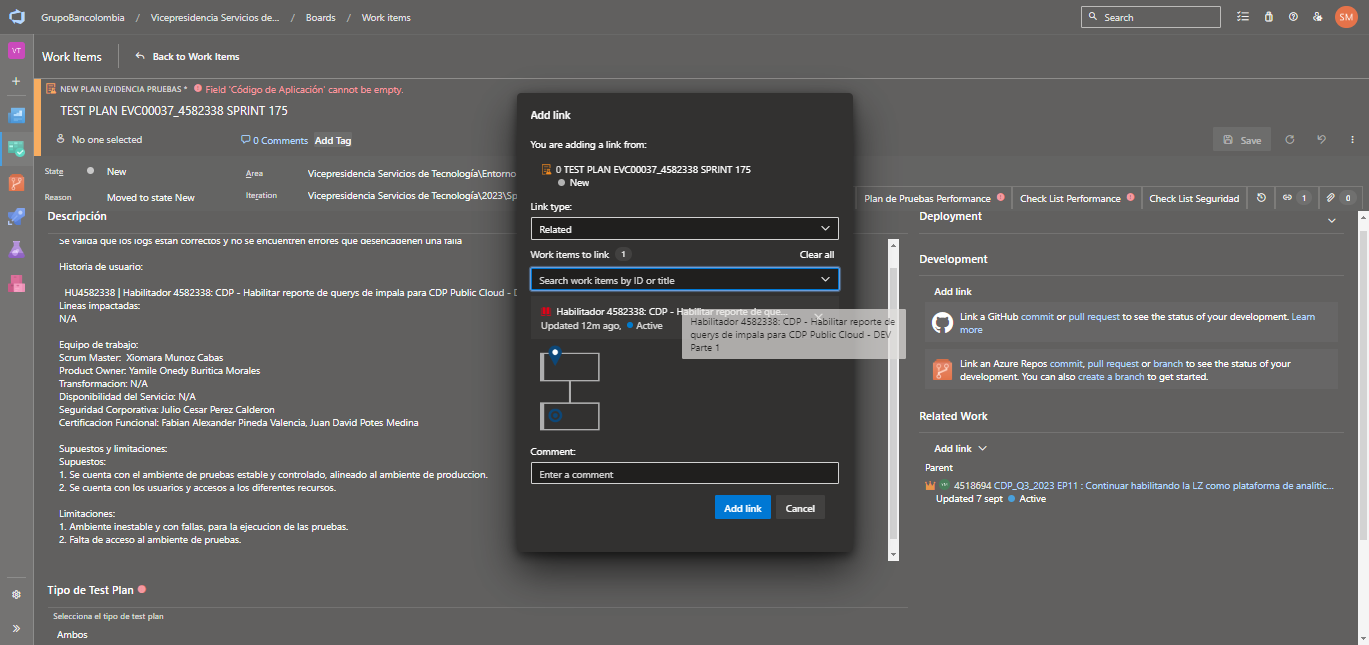 GrupoBancolombia / Vicepresidencia Servicios de... / Boards / Work items
Search
SM
VT
Work Items
Back to Work Items
NEW PLAN EVIDENCIA PRUEBAS * Field 'Código de Aplicación' cannot be empty.
TEST PLAN EVC00037_4582338 SPRINT 175
No one selected
0 Comments
Add Tag
Save
State
New
Area
Vicepresidencia Servicios de Tecnología\Entorno
Reason
Moved to state New
Iteration
Vicepresidencia Servicios de Tecnología\2023\Sp
Plan de Pruebas Performance
Check List Performance
Check List Seguridad
1
0
Descripción
Se valida que los logs estan correctos y no se encuentren errores que desencadenen una falla
Historia de usuario:
HU4582338 | Habilitador 4582338: CDP - Habilitar reporte de querys de impala para CDP Public Cloud - D
Lineas impactadas:
N/A
Equipo de trabajo:
Scrum Master: Xiomara Munoz Cabas
Product Owner: Yamile Onedy Buritica Morales
Transformacion: N/A
Disponibilidad del Servicio: N/A
Seguridad Corporativa: Julio Cesar Perez Calderon
Certificacion Funcional: Fabian Alexander Pineda Valencia, Juan David Potes Medina
Supuestos y limitaciones:
Supuestos:
1. Se cuenta con el ambiente de pruebas estable y controlado, alineado al ambiente de produccion.
2. Se cuenta con los usuarios y accesos a los diferentes recursos.
Limitaciones:
1. Ambiente inestable y con fallas, para la ejecucion de las pruebas.
2. Falta de acceso al ambiente de pruebas.
Tipo de Test Plan
Selecciona el tipo de test plan
Ambos
Add link
You are adding a link from:
0 TEST PLAN EVC00037_4582338 SPRINT 175
New
Link type:
Related
Work items to link 1
Clear all
Search work items by ID or title
Habilitador 4582338: CDP - Habilitar reporte de que...
Updated 12m ago, Active
Habilitador 4582338: CDP - Habilitar reporte de
querys de impala para CDP Public Cloud - DEV
Parte 1
Comment:
Enter a comment
Add link
Cancel
Deployment
Development
Add link
Link a GitHub commit or pull request to see the status of your development. Learn
more
Link an Azure Repos commit, pull request or branch to see the status of your
development. You can also create a branch to get started.
Related Work
Add link
Parent
4518694 CDP_Q3_2023 EP11 : Continuar habilitando la LZ como plataforma de analitic...
Updated 7 sept Active